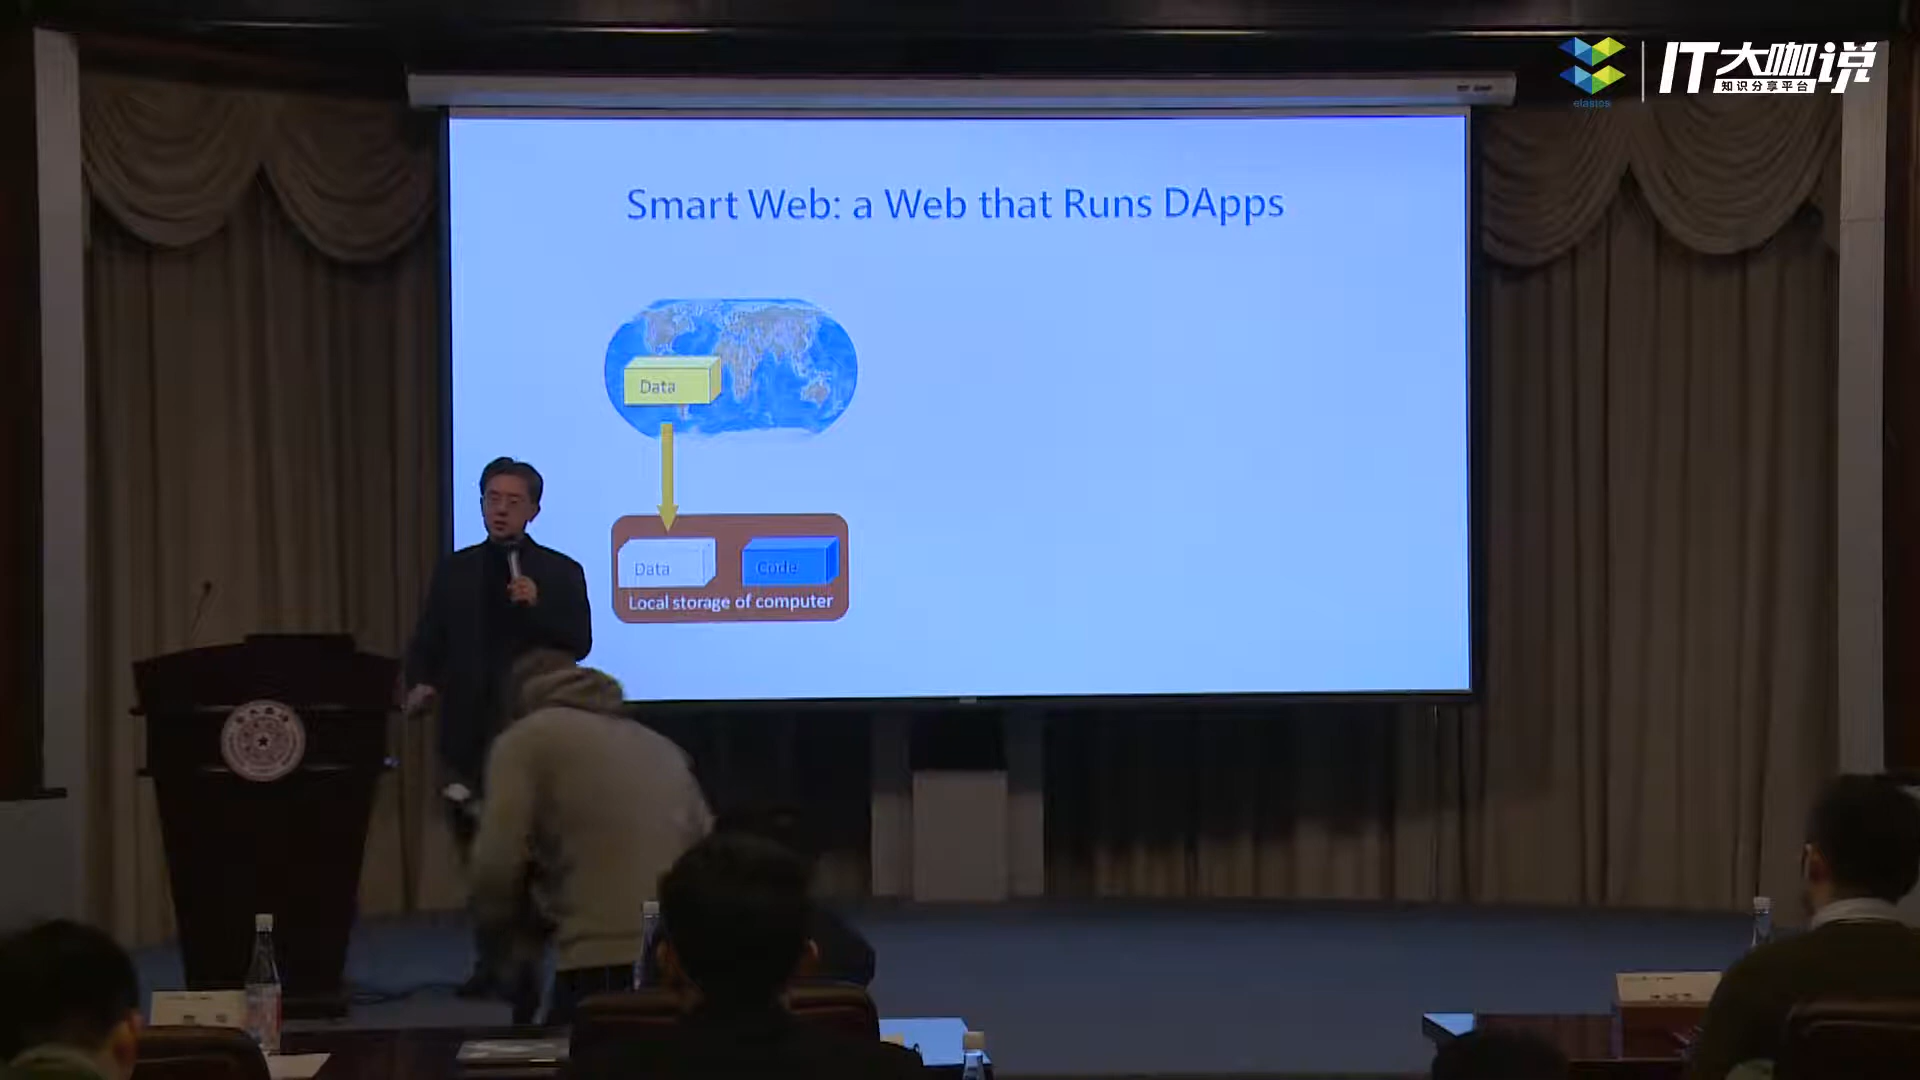 elastos
IT大咖说
知识分享平台
Smart Web: a Web that Runs DApps
Data
Data
Code
Local storage of computer